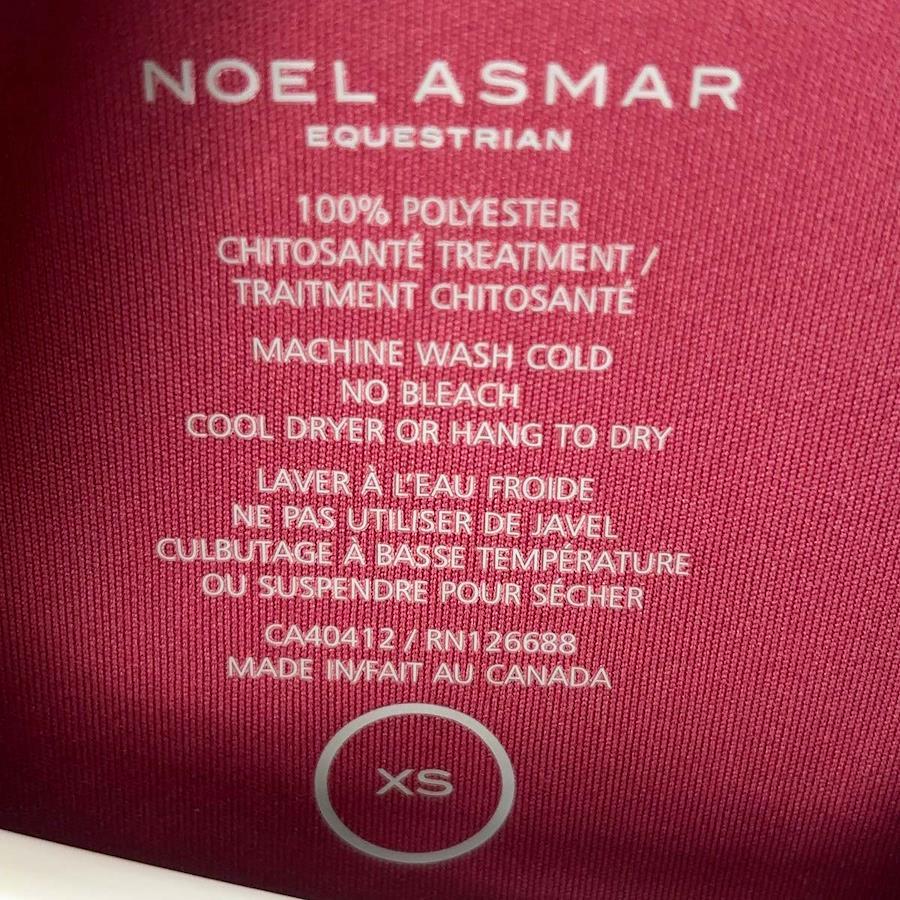 NOEL ASMAR
EQUESTRIAN
100% POLYESTER
CHITOSANTÉ TREATMENT /
TRAITMENT CHITOSANTÉ
MACHINE WASH COLD
NO BLEACH
COOL DRYER OR HANG TO DRY
LAVER À L'EAU FROIDE
NE PAS UTILISER DE JAVEL
CULBUTAGE À BASSE TEMPÉRATURE
OU SUSPENDRE POUR SÉCHER
CA40412 / RN126688
MADE IN/FAIT AU CANADA
XS